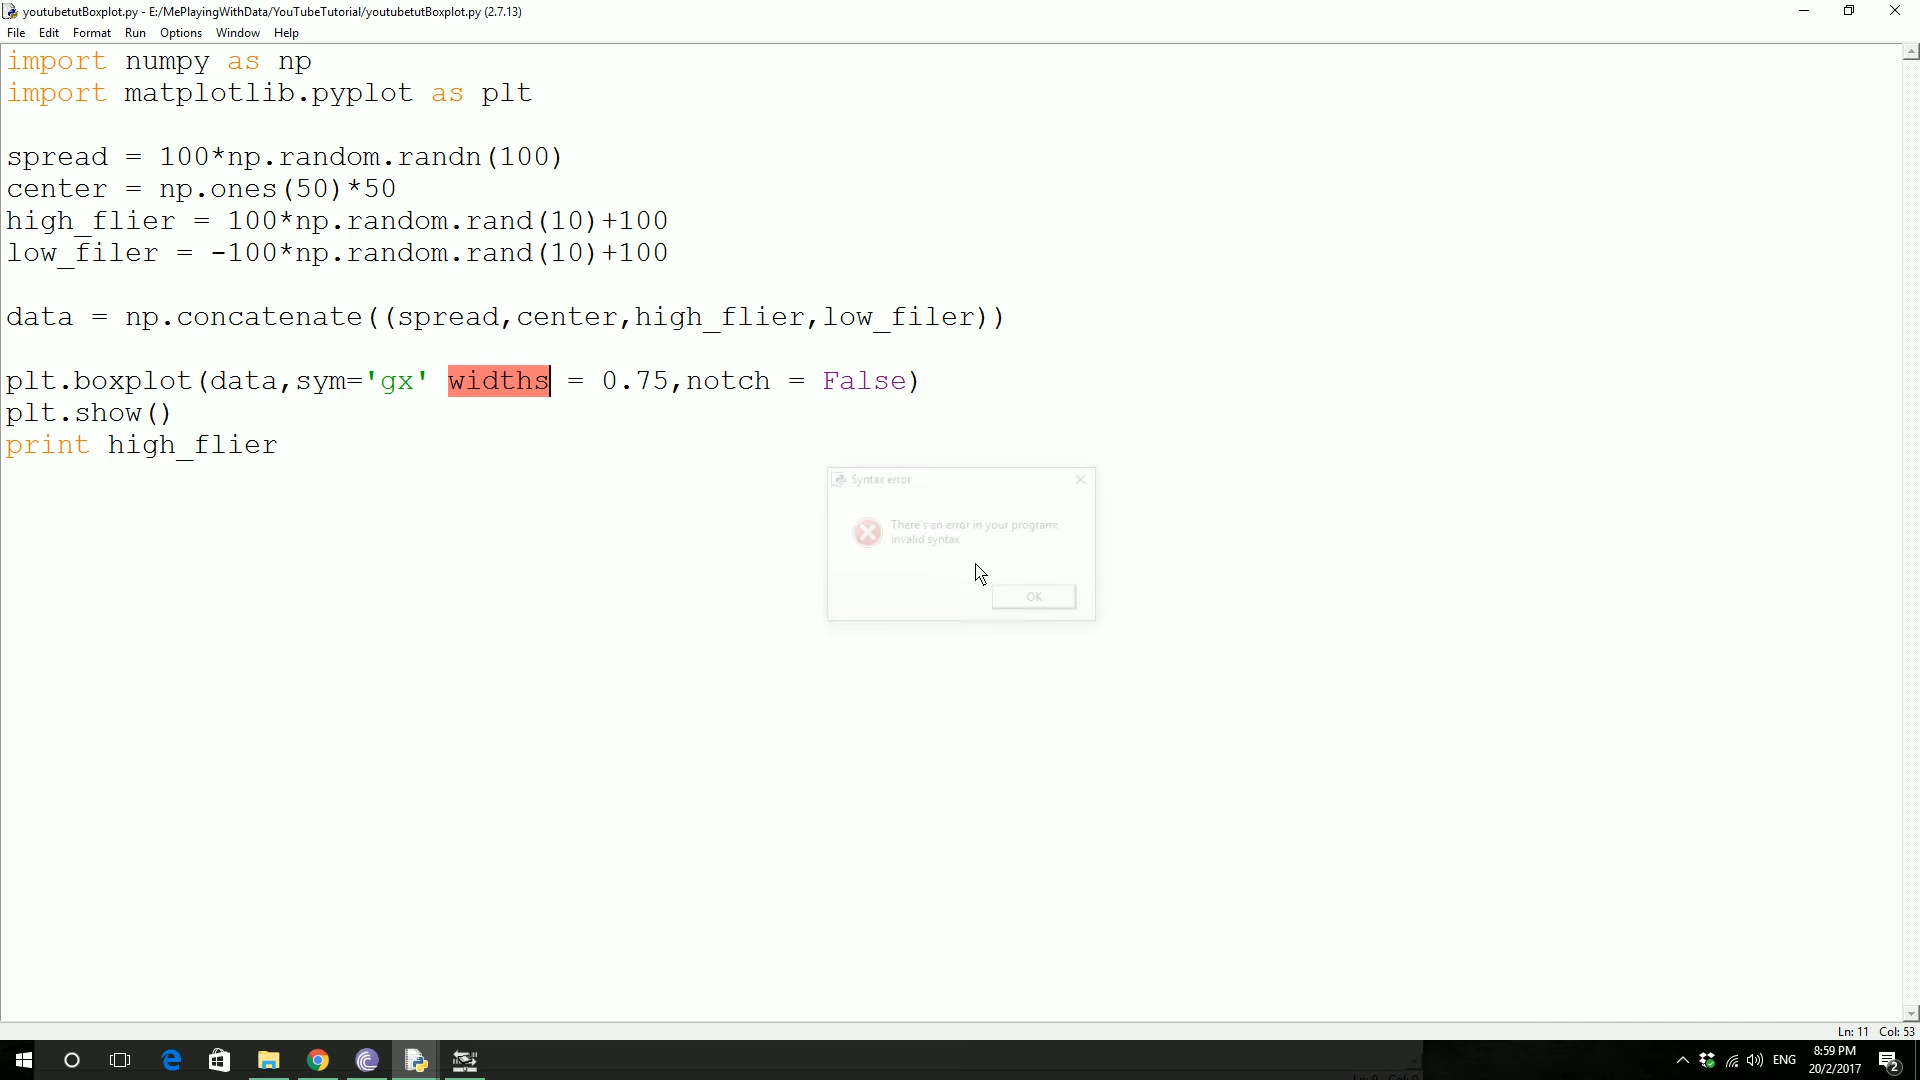 youtubetutBoxplot.py - E:/MePlayingWithData/YouTubeTutorial/youtubetutBoxplot.py (2.7.13)
File Edit Format Run Options Window Help
import numpy as np
import matplotlib.pyplot as plt
spread = 100*np.random.randn(100)
center = np.ones(50)*50
high_flier = 100*np.random.rand(10)+100
low_filer = -100*np.random.rand(10)+100
data = np.concatenate((spread,center,high_flier,low_filer))
plt.boxplot(data,sym='gx' widths = 0.75,notch = False)
plt.show()
print high_flier
Syntax error
There's an error in your program:
invalid syntax
OK
Ln: 11 Col: 53
ENG
8:59 PM
20/2/2017
2